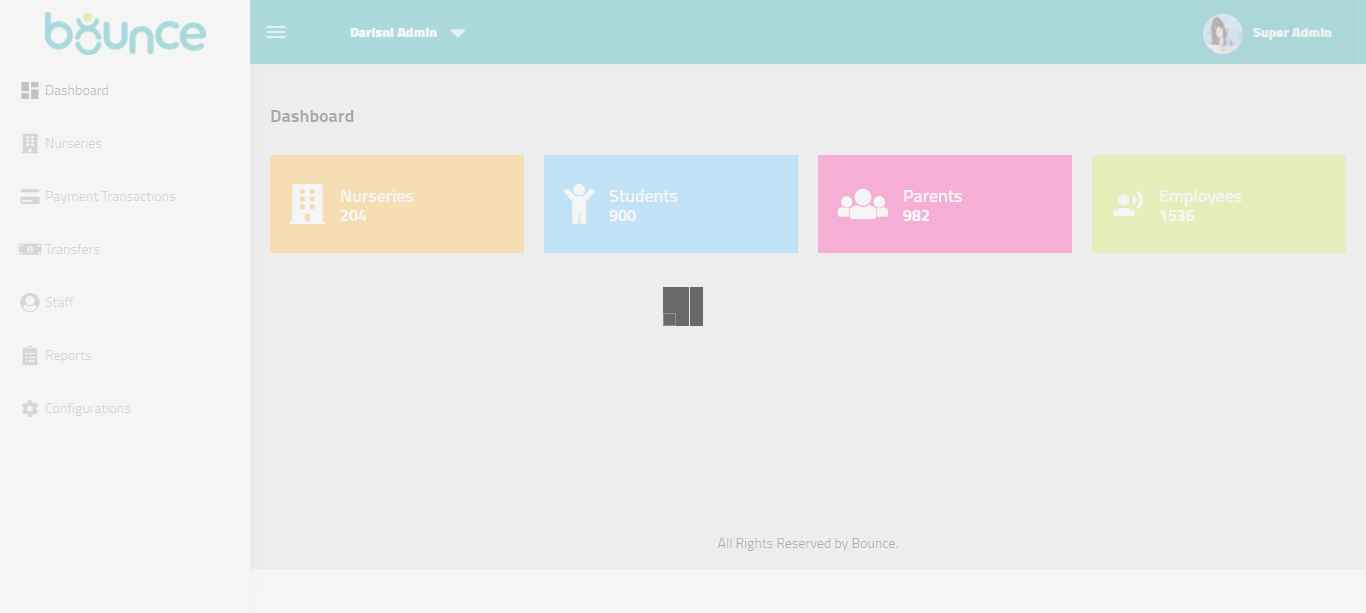 bounce
Darisni Admin
Super Admin
Dashboard
Nurseries
Payment Transactions
Transfers
Staff
Reports
Configurations
Dashboard
Nurseries
204
Students
900
Parents
982
Employees
1536
All Rights Reserved by Bounce.